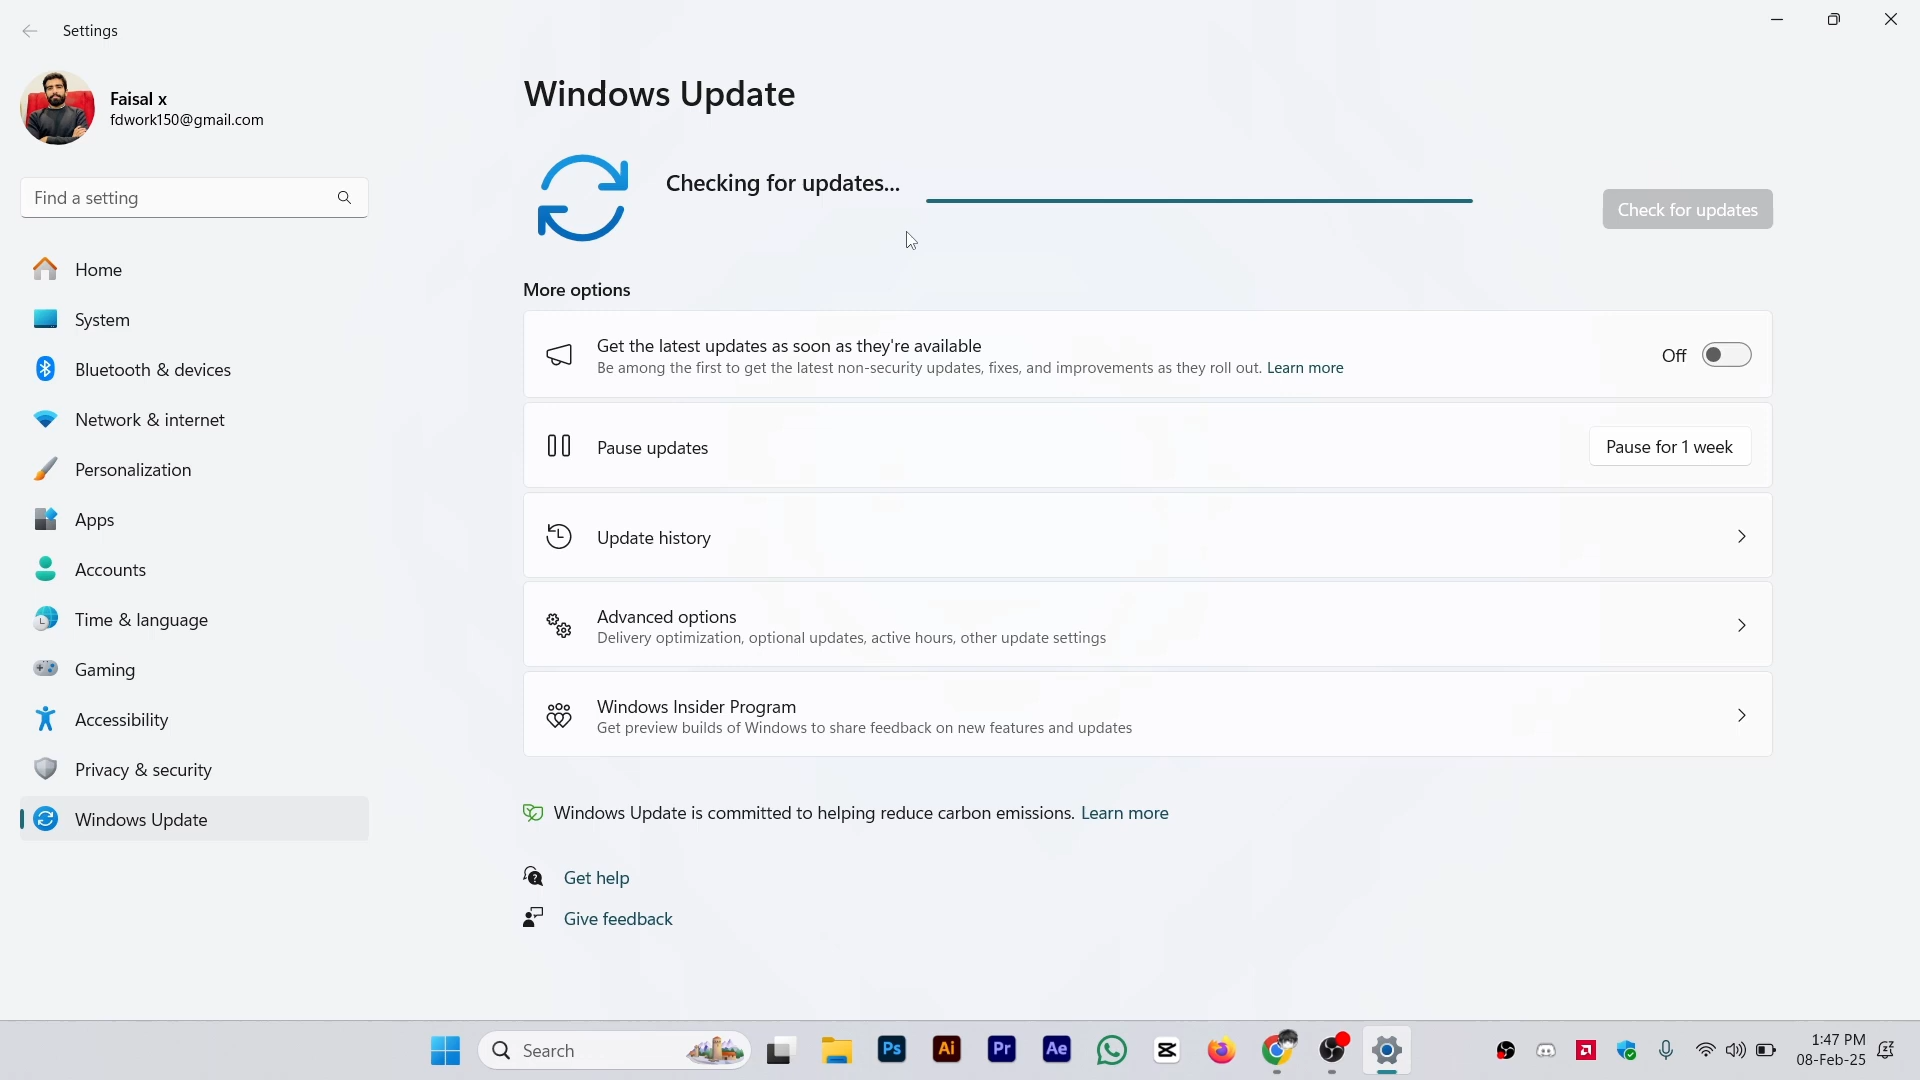 Settings
Faisal x
fdwork150@gmail.com
Find a setting
Home
System
Bluetooth & devices
Network & internet
Personalization
Apps
Accounts
Time & language
Gaming
Accessibility
Privacy & security
Windows Update
Windows Update
Checking for updates...
Check for updates
More options
Get the latest updates as soon as they're available
Be among the first to get the latest non-security updates, fixes, and improvements as they roll out. Learn more
Off
Pause updates
Pause for 1 week
Update history
Advanced options
Delivery optimization, optional updates, active hours, other update settings
Windows Insider Program
Get preview builds of Windows to share feedback on new features and updates
Windows Update is committed to helping reduce carbon emissions. Learn more
Get help
Give feedback
Search
Ps
Ai
Pr
Ae
1:47 PM
08-Feb-25